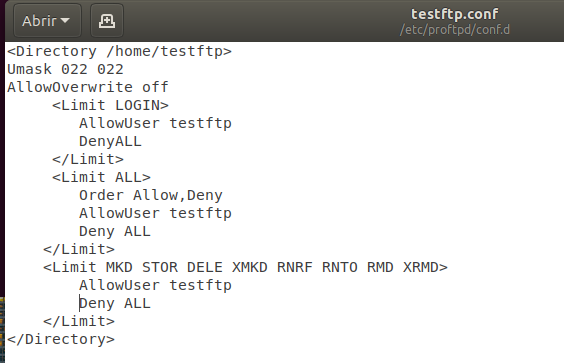 Abrir
testftp.conf
/etc/proftpd/conf.d
<Directory /home/testftp>
Umask 022 022
AllowOverwrite off
<Limit LOGIN>
AllowUser testftp
DenyALL
</Limit>
<Limit ALL>
Order Allow,Deny
AllowUser testftp
Deny ALL
</Limit>
<Limit MKD STOR DELE XMKD RNRF RNTO RMD XRMD>
AllowUser testftp
Deny ALL
</Limit>
</Directory>